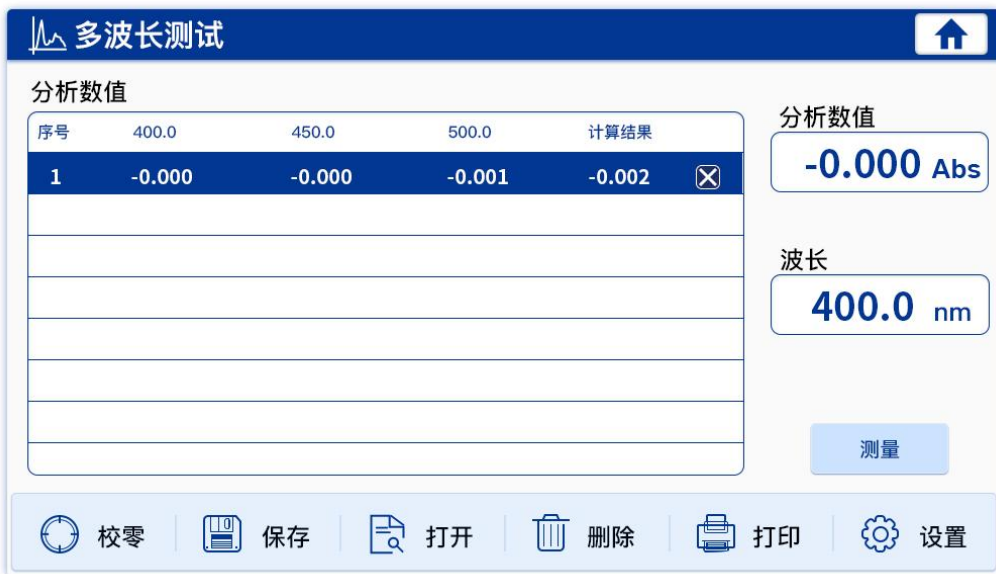 多波长测试
分析数值
序号 400.0 450.0 500.0 计算结果
1 -0.000 -0.000 -0.001 -0.002
分析数值
-0.000 Abs
波长
400.0 nm
测量
校零 保存 打开 删除 打印 设置